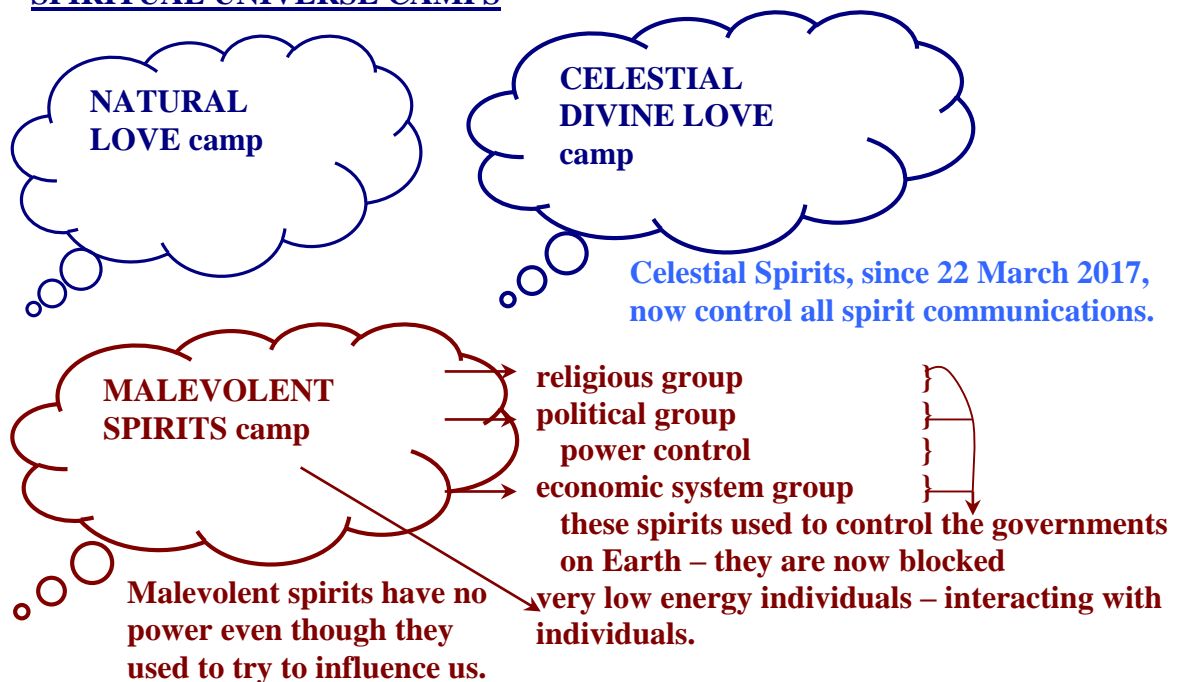 SPIRITUAL UNIVERSE CAMPS
NATURAL
LOVE camp
CELESTIAL
DIVINE LOVE
camp
Celestial Spirits, since 22 March 2017,
now control all spirit communications.
MALEVOLENT
SPIRITS camp
religious group }
political group }
power control }
economic system group }
these spirits used to control the governments
on Earth – they are now blocked
very low energy individuals – interacting with
individuals.
Malevolent spirits have no
power even though they
used to try to influence us.